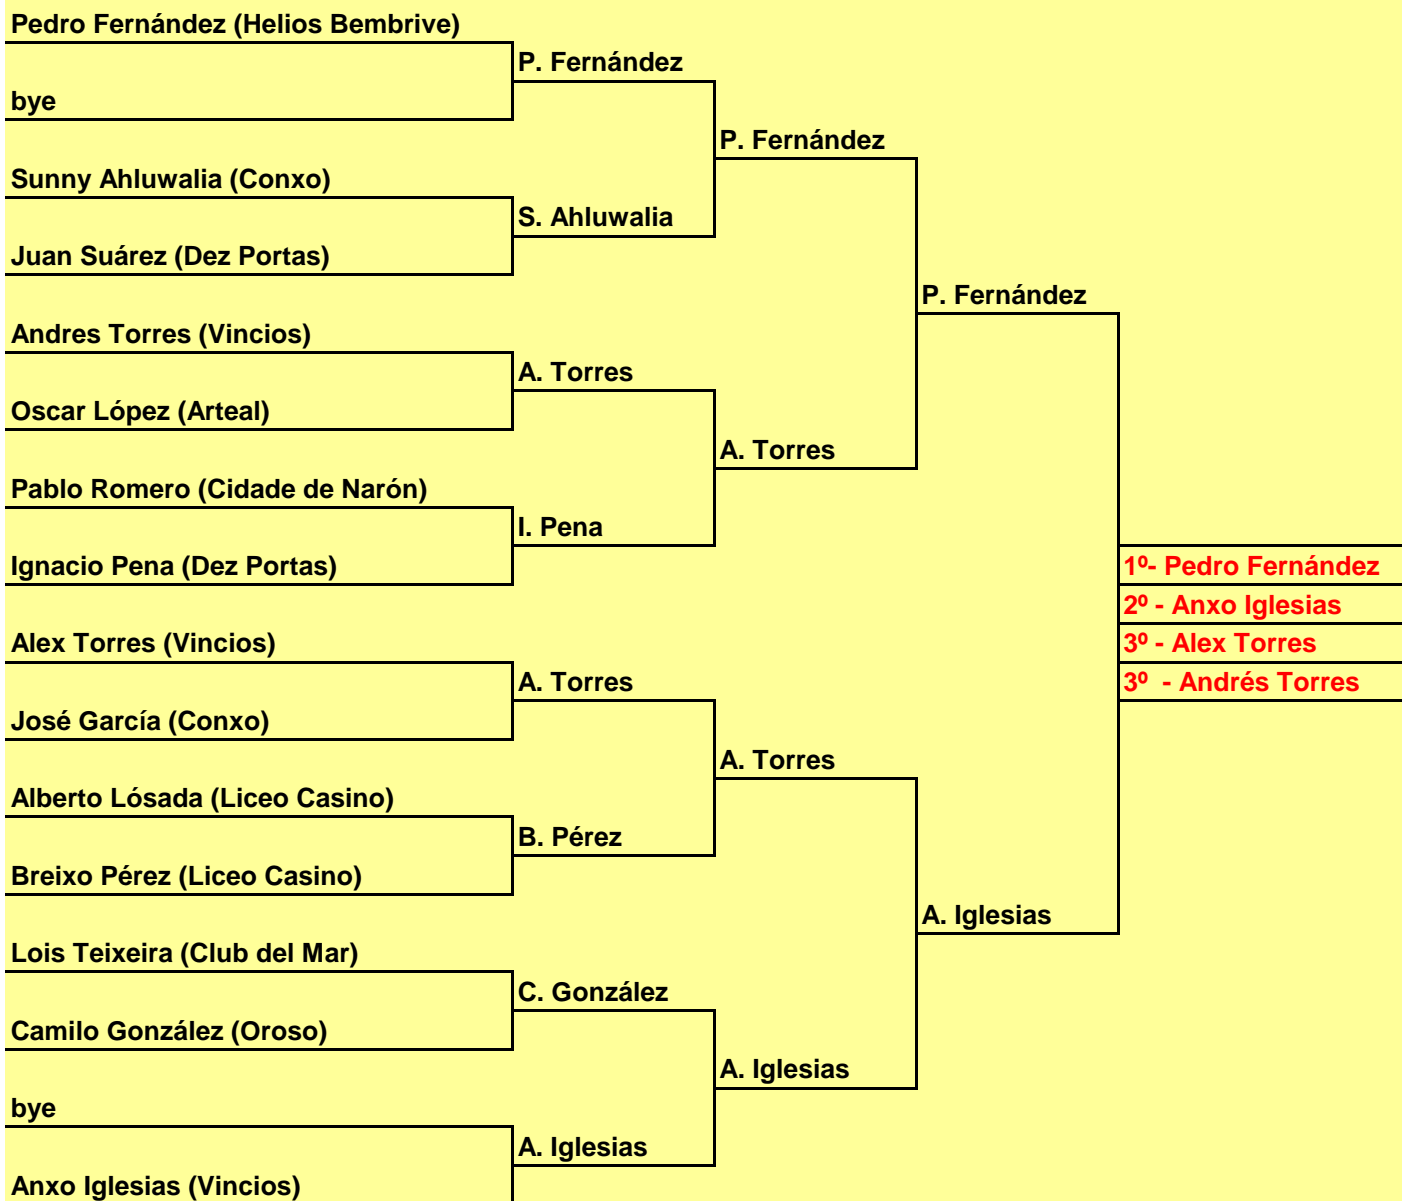 Pedro Fernández (Helios Bembrive)
P. Fernández
bye
P. Fernández
Sunny Ahluwalia (Conxo)
S. Ahluwalia
Juan Suárez (Dez Portas)
P. Fernández
Andres Torres (Vincios)
A. Torres
Oscar López (Arteal)
A. Torres
Pablo Romero (Cidade de Narón)
I. Pena
Ignacio Pena (Dez Portas)
1º- Pedro Fernández
2º - Anxo Iglesias
Alex Torres (Vincios)
3º - Alex Torres
A. Torres
3º - Andrés Torres
José García (Conxo)
A. Torres
Alberto Lósada (Liceo Casino)
B. Pérez
Breixo Pérez (Liceo Casino)
A. Iglesias
Lois Teixeira (Club del Mar)
C. González
Camilo González (Oroso)
A. Iglesias
bye
A. Iglesias
Anxo Iglesias (Vincios)